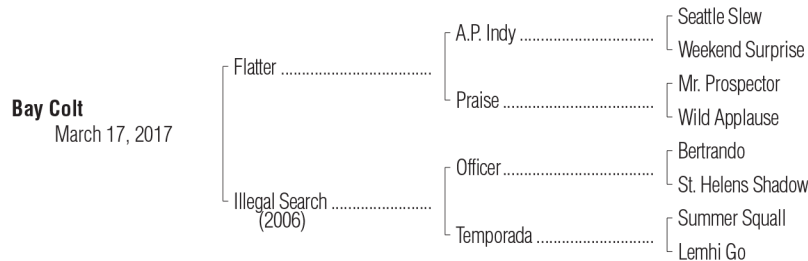 Bay Colt
March 17, 2017
Flatter ...................................
Illegal Search ........................
(2006)
A.P. Indy ...............................
Praise ...................................
Officer ...................................
Temporada ...........................
Seattle Slew
Weekend Surprise
Mr. Prospector
Wild Applause
Bertrando
St. Helens Shadow
Summer Squall
Lemhi Go